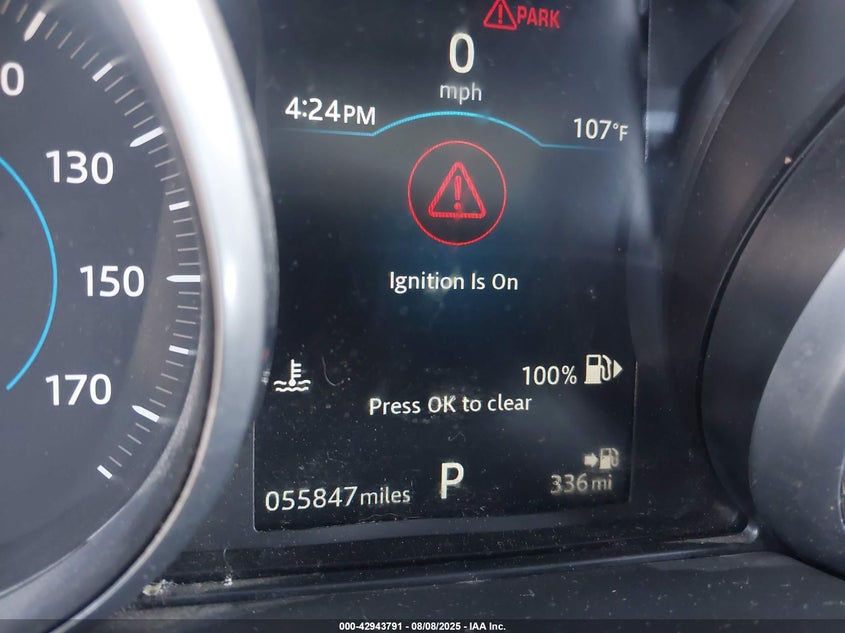 PARK
0
mph
4:24PM
107°F
130
150
170
Ignition Is On
100%
Press OK to clear
P
336mi
055847miles
000-42943791 - 08/08/2025 - IAA Inc.